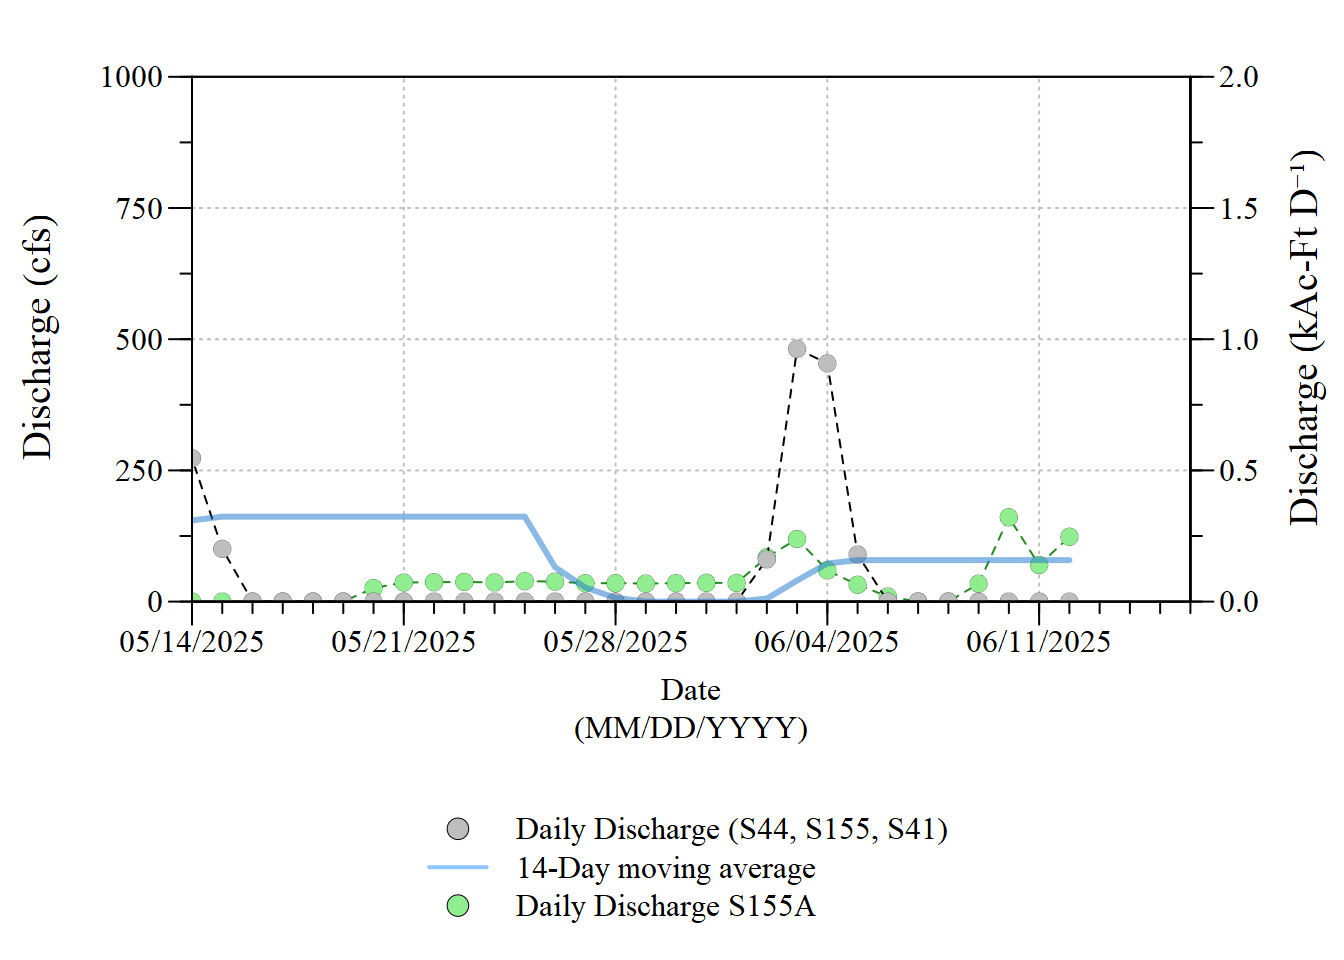 1000
750
500
250
0
Discharge (cfs)
2.0
1.5
1.0
0.5
0.0
Discharge (kAc-Ft D⁻¹)
05/14/2025 05/21/2025 05/28/2025 06/04/2025 06/11/2025
Date
(MM/DD/YYYY)
Daily Discharge (S44, S155, S41)
14-Day moving average
Daily Discharge S155A